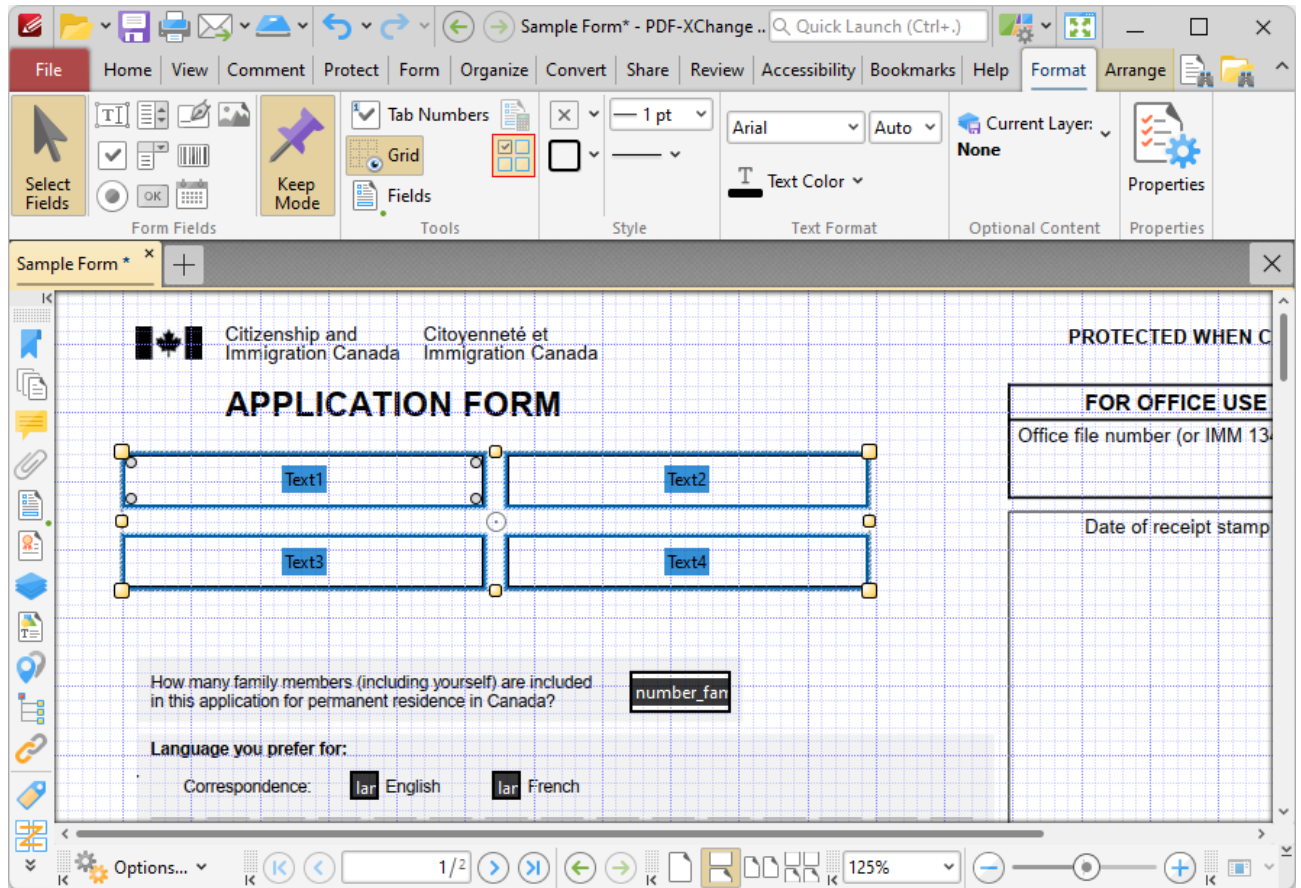 Sample Form* - PDF-XChange .. Quick Launch (Ctrl+.)
File Home View Comment Protect Form Organize Convert Share Review Accessibility Bookmarks Help Format Arrange
Select Fields
OK
Keep Mode
Form Fields
Tab Numbers
Grid
Fields
Tools
1 pt
Style
Arial Auto
Text Color
Text Format
Current Layer:
None
Optional Content
Properties
Properties
Sample Form *
Citizenship and Citoyenneté et
Immigration Canada Immigration Canada
PROTECTED WHEN C
APPLICATION FORM
FOR OFFICE USE
Office file number (or IMM 134
Text1 Text2
Date of receipt stamp
Text3 Text4
How many family members (including yourself) are included
in this application for permanent residence in Canada?
number_fan
Language you prefer for:
Correspondence: lar English lar French
Options... 1/2 125%